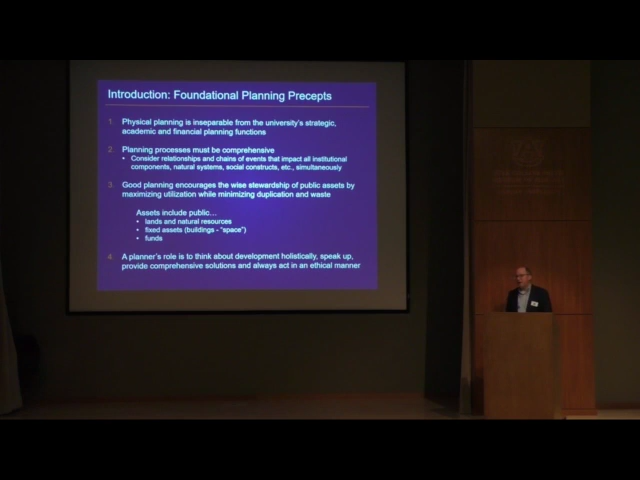 Introduction: Foundational Planning Precepts
1. Physical planning is inseparable from the university's strategic,
academic and financial planning functions
2. Planning processes must be comprehensive
• Consider relationships and chains of events that impact all institutional
components, natural systems, social constructs, etc., simultaneously
3. Good planning encourages the wise stewardship of public assets by
maximizing utilization while minimizing duplication and waste
Assets include public…
• lands and natural resources
• fixed assets (buildings - "space")
• funds
4. A planner's role is to think about development holistically, speak up,
provide comprehensive solutions and always act in an ethical manner